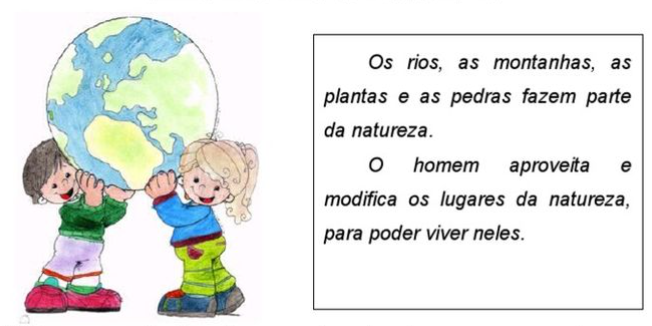 Os rios, as montanhas, as
plantas e as pedras fazem parte
da natureza.
O homem aproveita e
modifica os lugares da natureza,
para poder viver neles.